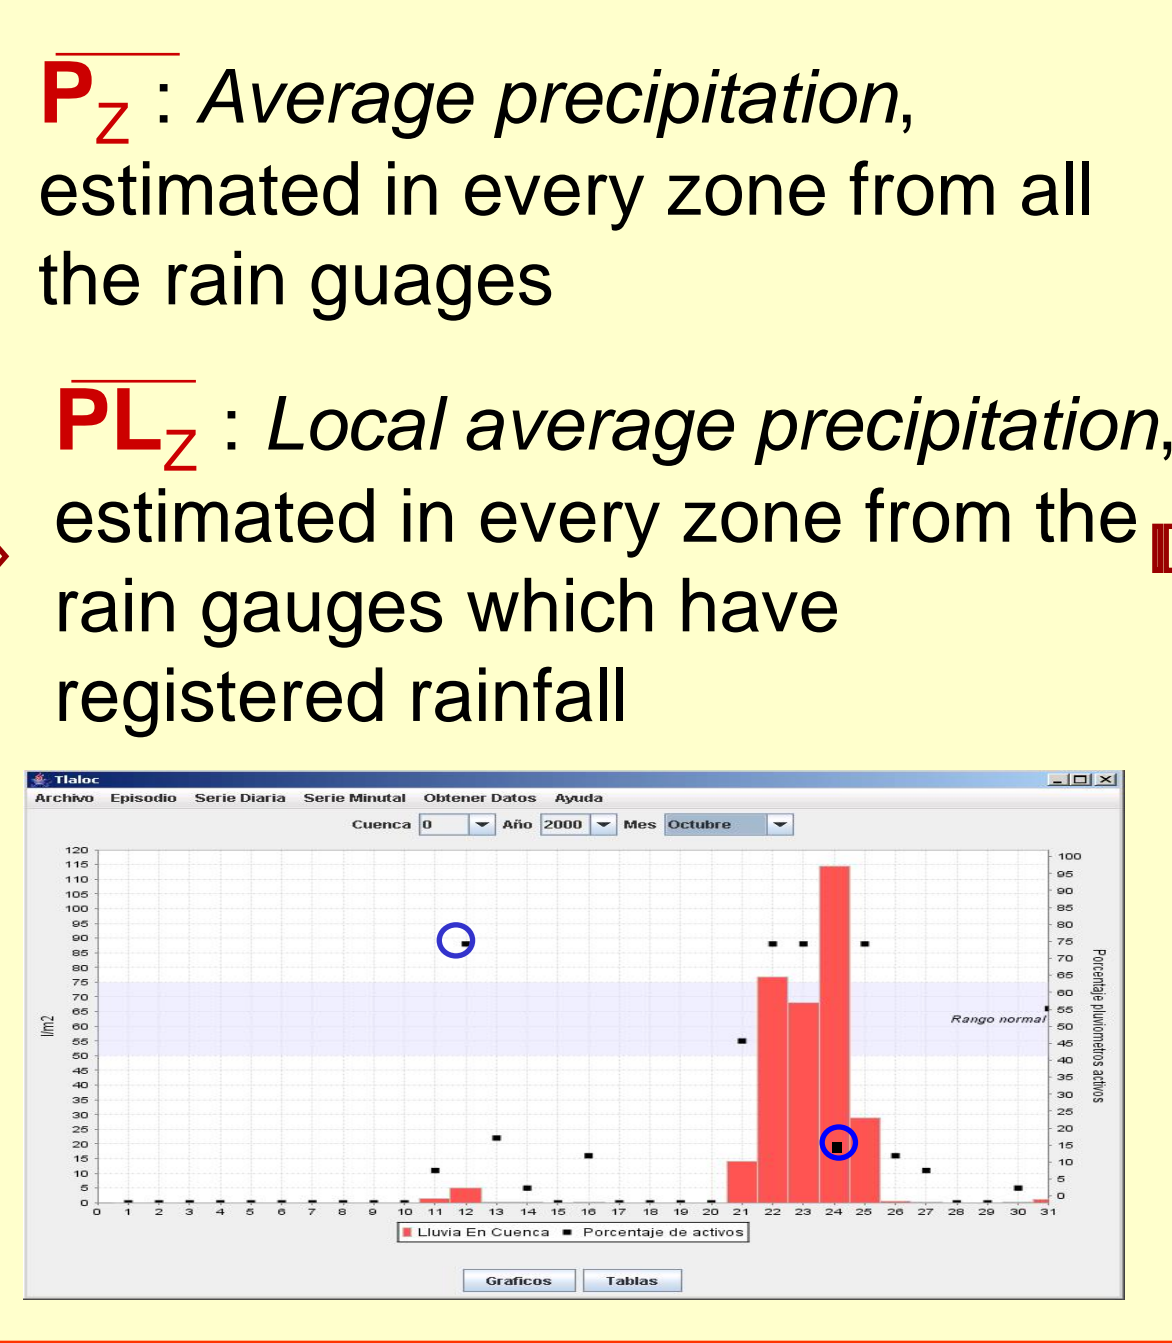 P̅Z : Average precipitation,
estimated in every zone from all
the rain guages
P̅L̅Z : Local average precipitation,
estimated in every zone from the
rain gauges which have
registered rainfall
Tlaloc
Archivo Episodio Serie Diaria Serie Minutal Obtener Datos Ayuda
Cuenca 0 Año 2000 Mes Octubre
120
115
110
105
100
95
90
85
80
75
70
65
60
55
50
45
40
35
30
25
20
15
10
5
0
l/m2
Rango normal
100
95
90
85
80
75
70
65
60
55
50
45
40
35
30
25
20
15
10
5
0
Porcentaje pluviometros activos
0 1 2 3 4 5 6 7 8 9 10 11 12 13 14 15 16 17 18 19 20 21 22 23 24 25 26 27 28 29 30 31
Lluvia En Cuenca Porcentaje de activos
Graficos Tablas